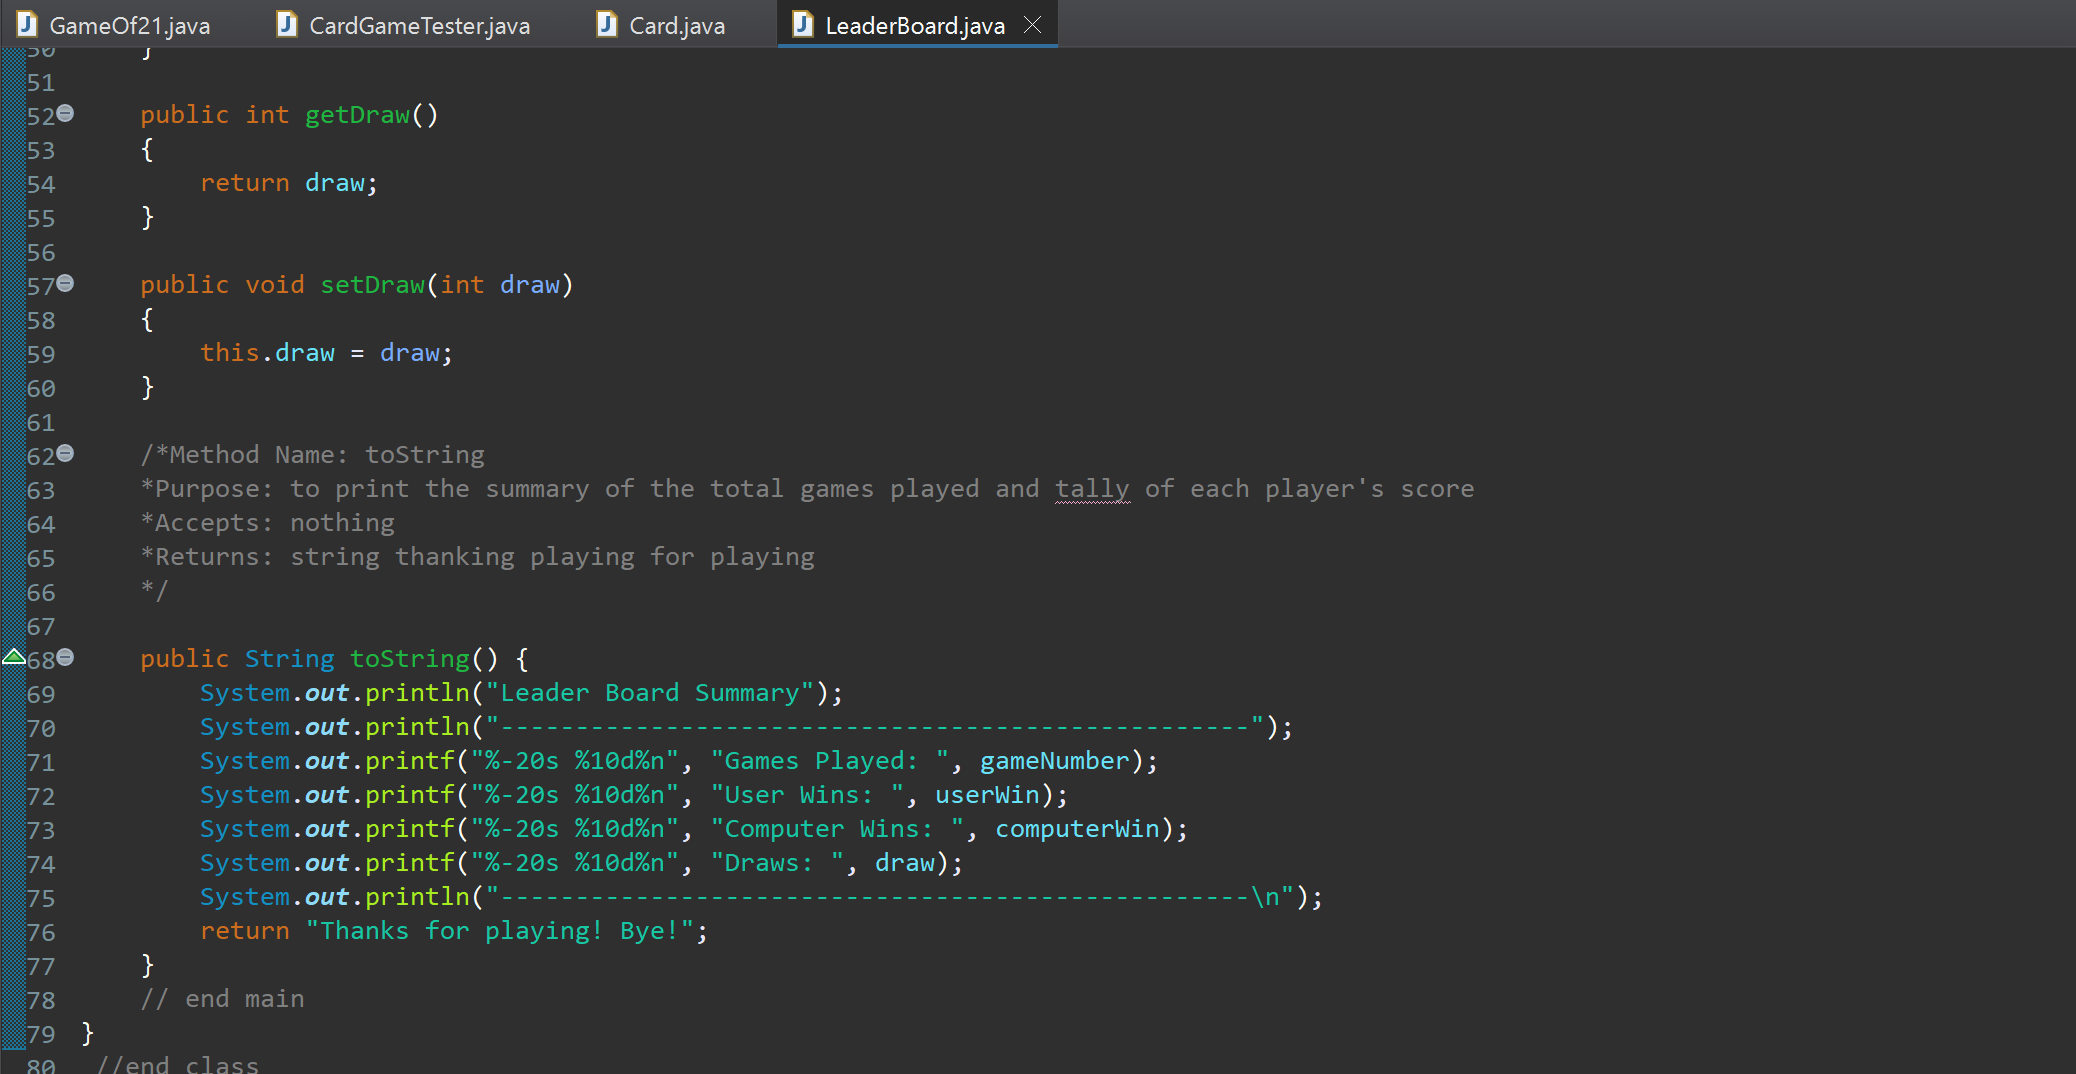 GameOf21.java CardGameTester.java Card.java LeaderBoard.java
50 }
51
52 public int getDraw()
53 {
54 return draw;
55 }
56
57 public void setDraw(int draw)
58 {
59 this.draw = draw;
60 }
61
62 /*Method Name: toString
63 *Purpose: to print the summary of the total games played and tally of each player's score
64 *Accepts: nothing
65 *Returns: string thanking playing for playing
66 */
67
68 public String toString() {
69 System.out.println("Leader Board Summary");
70 System.out.println("--------------------------------------------------");
71 System.out.printf("%-20s %10d%n", "Games Played: ", gameNumber);
72 System.out.printf("%-20s %10d%n", "User Wins: ", userWin);
73 System.out.printf("%-20s %10d%n", "Computer Wins: ", computerWin);
74 System.out.printf("%-20s %10d%n", "Draws: ", draw);
75 System.out.println("--------------------------------------------------\n");
76 return "Thanks for playing! Bye!";
77 }
78 // end main
79 }
80 //end class